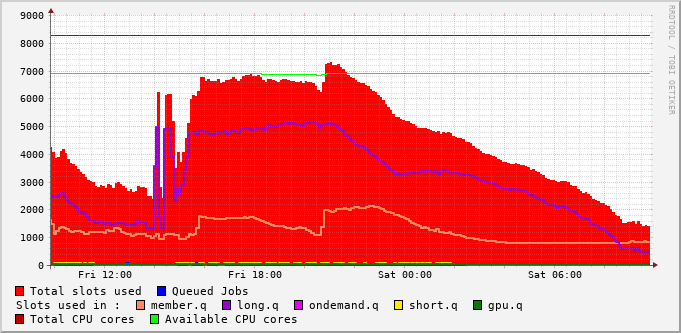 9000
8000
7000
6000
5000
4000
3000
2000
1000
0
Fri 12:00 Fri 18:00 Sat 00:00 Sat 06:00
RRDTOOL / TOBI OETIKER
Total slots used Queued Jobs
Slots used in : member.q long.q ondemand.q short.q gpu.q
Total CPU cores Available CPU cores